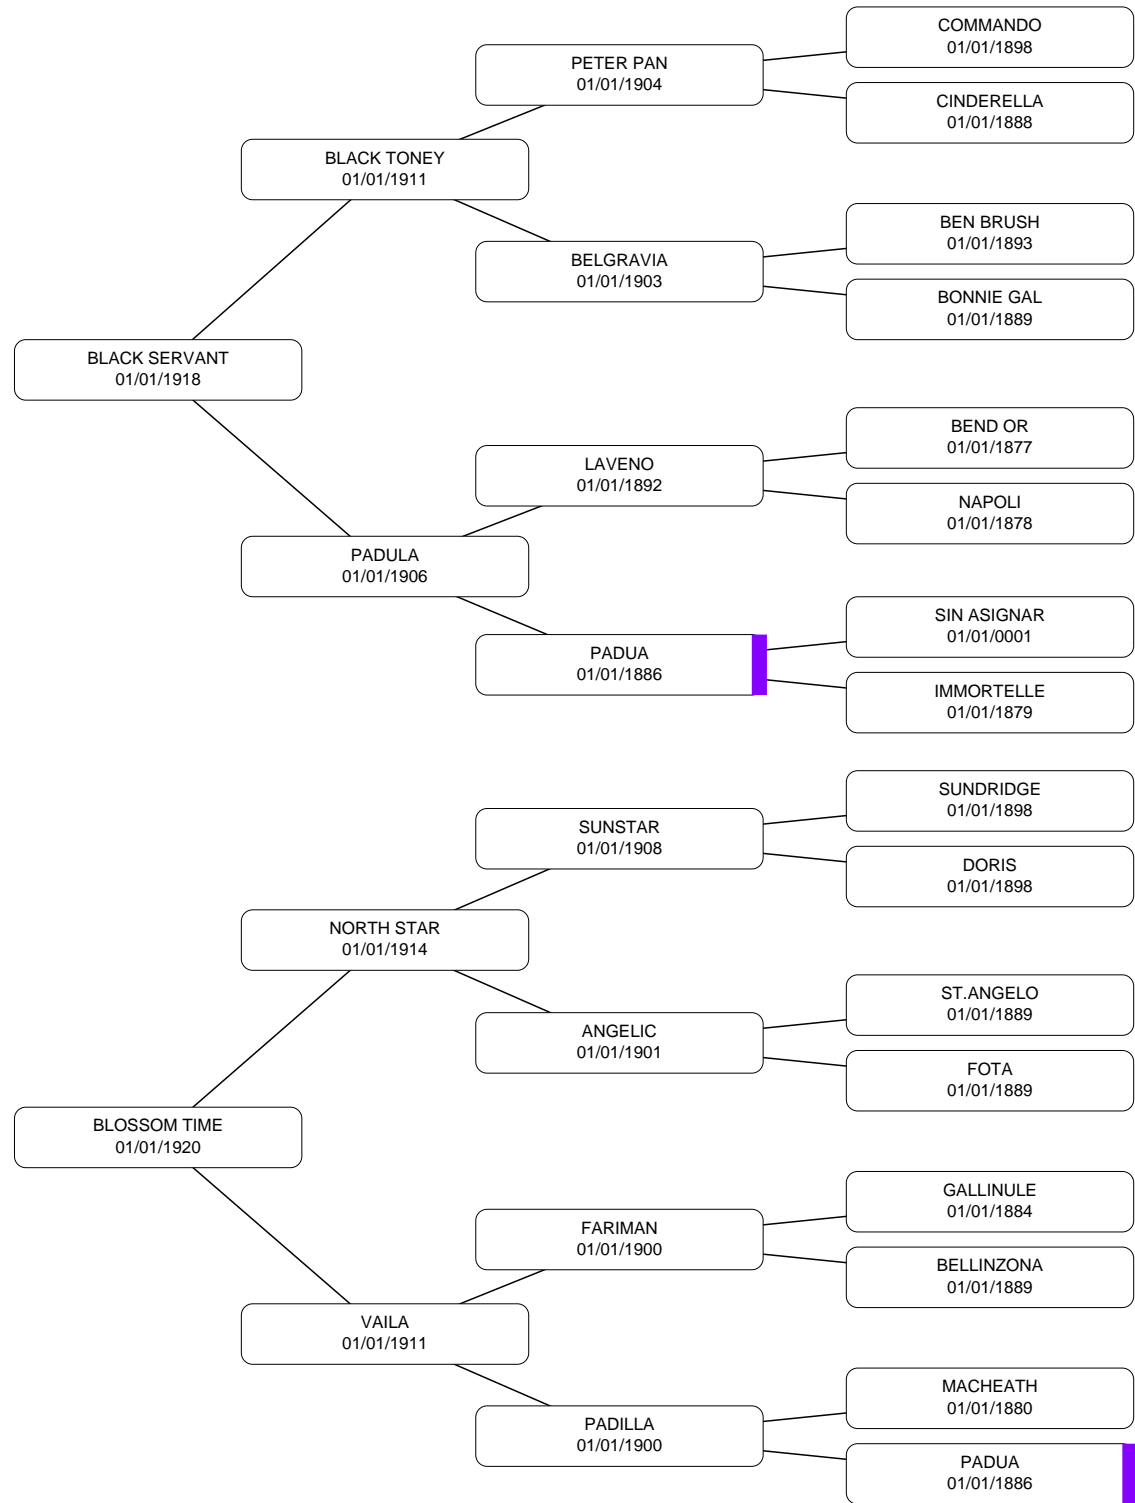 COMMANDO
01/01/1898
PETER PAN
01/01/1904
CINDERELLA
01/01/1888
BLACK TONEY
01/01/1911
BEN BRUSH
01/01/1893
BELGRAVIA
01/01/1903
BONNIE GAL
01/01/1889
BLACK SERVANT
01/01/1918
BEND OR
01/01/1877
LAVENO
01/01/1892
NAPOLI
01/01/1878
PADULA
01/01/1906
SIN ASIGNAR
01/01/0001
PADUA
01/01/1886
IMMORTELLE
01/01/1879
SUNDRIDGE
01/01/1898
SUNSTAR
01/01/1908
DORIS
01/01/1898
NORTH STAR
01/01/1914
ST.ANGELO
01/01/1889
ANGELIC
01/01/1901
FOTA
01/01/1889
BLOSSOM TIME
01/01/1920
GALLINULE
01/01/1884
FARIMAN
01/01/1900
BELLINZONA
01/01/1889
VAILA
01/01/1911
MACHEATH
01/01/1880
PADILLA
01/01/1900
PADUA
01/01/1886